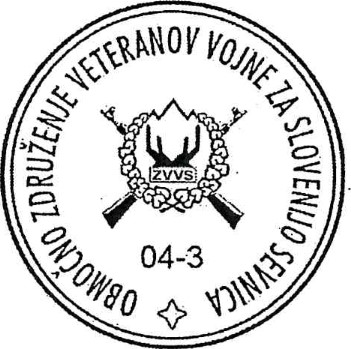 OBMOČNO ZDRUŽENJE VETERANOV VOJNE ZA SLOVENIJO SEVNICA
ZVVS
04-3